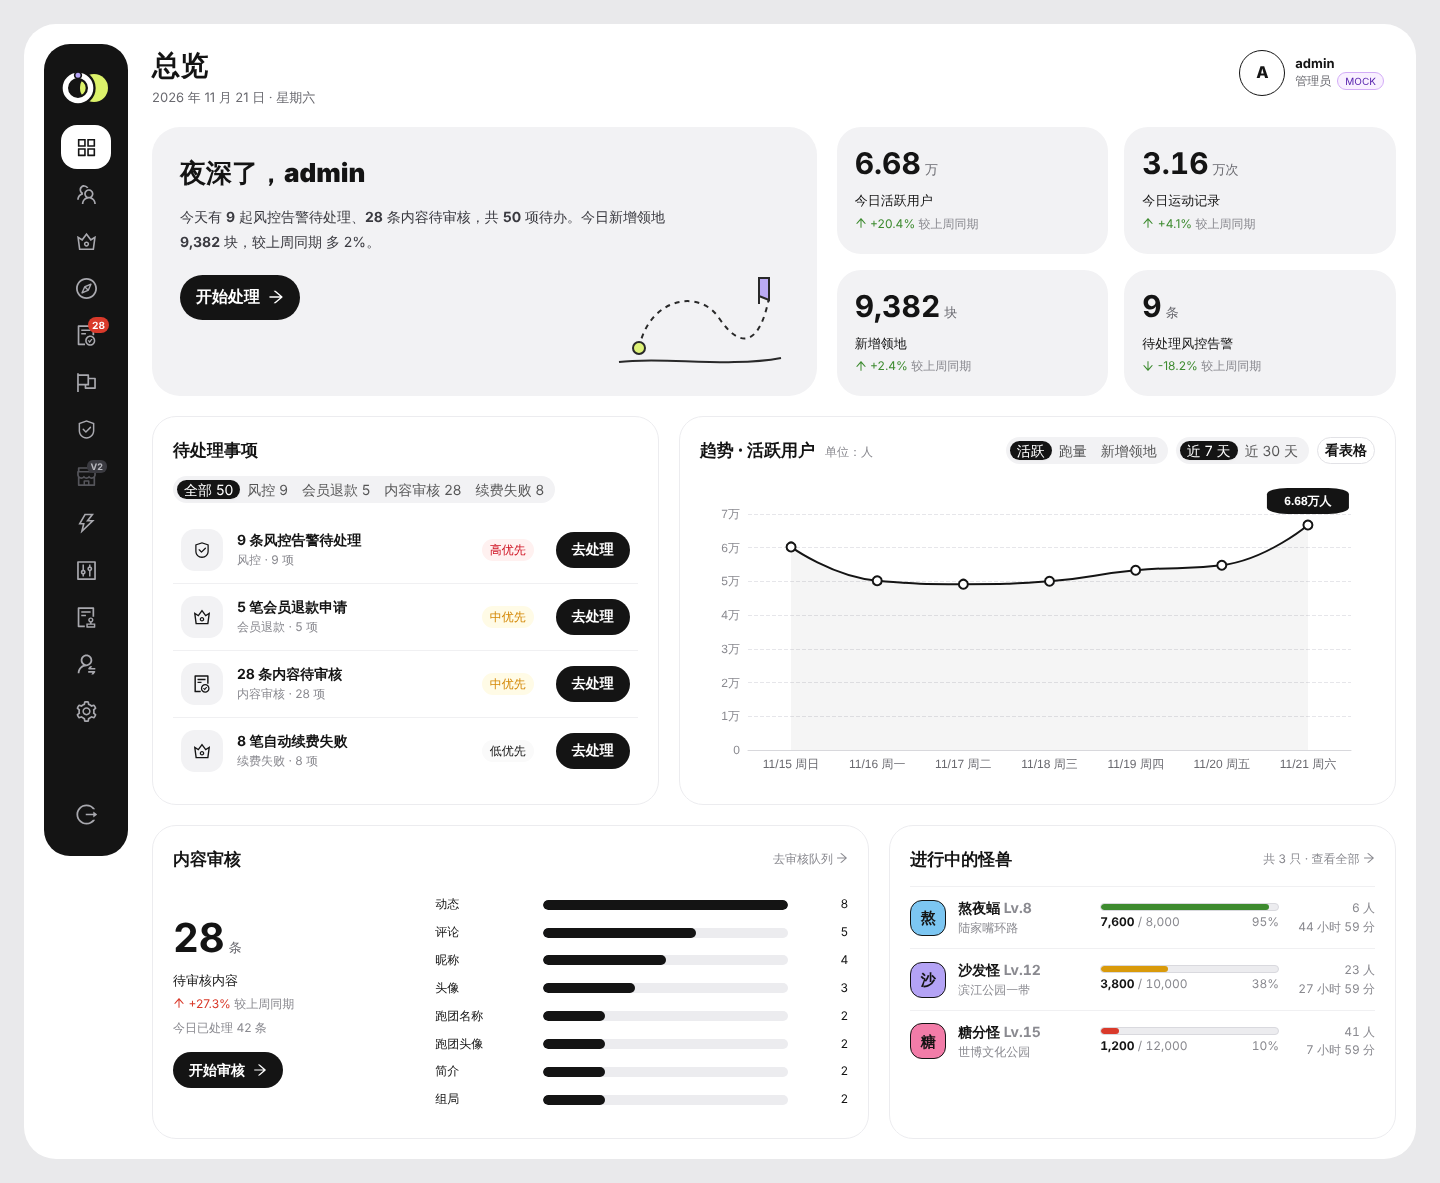 总览
2026 年 11 月 21 日 · 星期六
A
admin
管理员 MOCK
28
V2
夜深了，admin
今天有 9 起风控告警待处理、28 条内容待审核，共 50 项待办。今日新增领地
9,382 块，较上周同期 多 2%。
开始处理
6.68 万
今日活跃用户
+20.4% 较上周同期
3.16 万次
今日运动记录
+4.1% 较上周同期
9,382 块
新增领地
+2.4% 较上周同期
9 条
待处理风控告警
-18.2% 较上周同期
待处理事项
全部 50 风控 9 会员退款 5 内容审核 28 续费失败 8
9 条风控告警待处理
风控 · 9 项
高优先
去处理
5 笔会员退款申请
会员退款 · 5 项
中优先
去处理
28 条内容待审核
内容审核 · 28 项
中优先
去处理
8 笔自动续费失败
续费失败 · 8 项
低优先
去处理
趋势 · 活跃用户 单位：人
活跃 跑量 新增领地
近 7 天 近 30 天
看表格
6.68万人
7万
6万
5万
4万
3万
2万
1万
0
11/15 周日 11/16 周一 11/17 周二 11/18 周三 11/19 周四 11/20 周五 11/21 周六
内容审核
去审核队列
28 条
待审核内容
+27.3% 较上周同期
今日已处理 42 条
开始审核
动态 8
评论 5
昵称 4
头像 3
跑团名称 2
跑团头像 2
简介 2
组局 2
进行中的怪兽
共 3 只 · 查看全部
熬
熬夜蝠 Lv.8
陆家嘴环路
7,600 / 8,000 95%
6 人
44 小时 59 分
沙
沙发怪 Lv.12
滨江公园一带
3,800 / 10,000 38%
23 人
27 小时 59 分
糖
糖分怪 Lv.15
世博文化公园
1,200 / 12,000 10%
41 人
7 小时 59 分